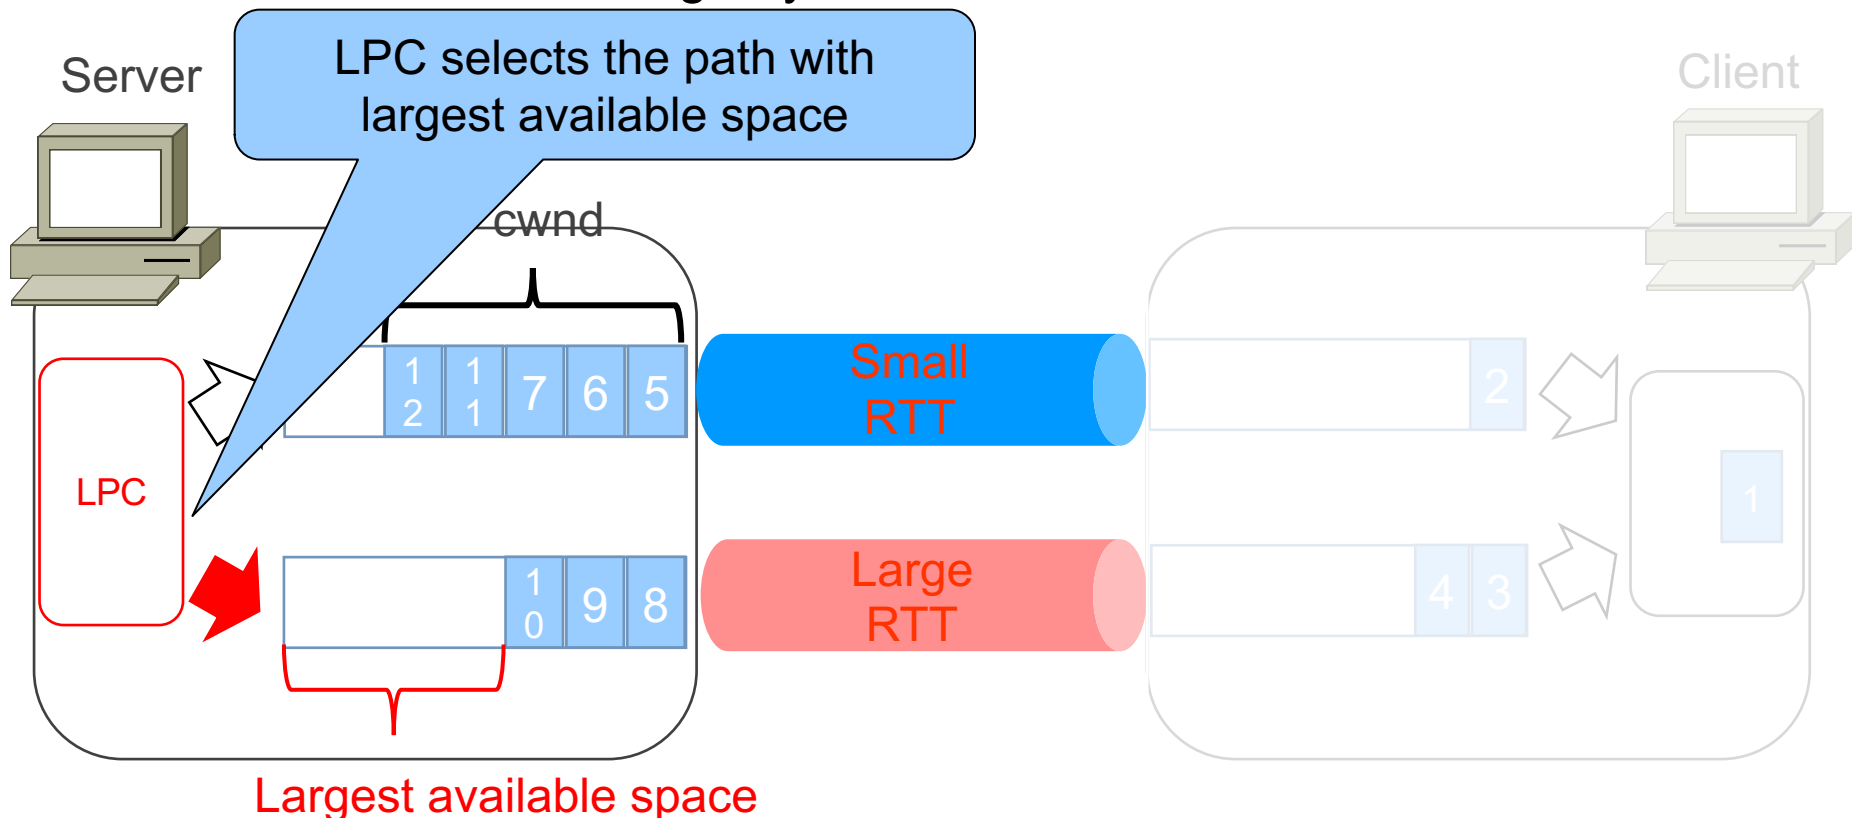 LPC selects the path with
largest available space
Server
Client
cwnd
1
2
1
1
7
6
5
Small
RTT
2
LPC
1
1
0
9
8
Large
RTT
4
3
Largest available space